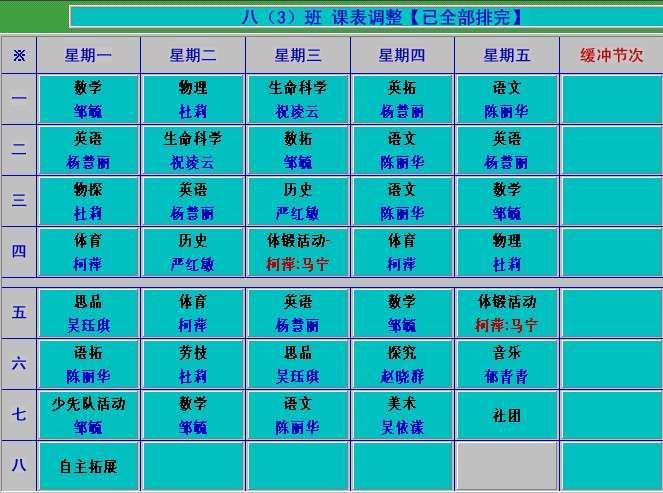 八（3）班 课表调整【已全部排完】
※ 星期一 星期二 星期三 星期四 星期五 缓冲节次
一 数学 物理 生命科学 英拓 语文
邹毓 杜莉 祝凌云 杨慧丽 陈丽华
二 英语 生命科学 数拓 语文 英语
杨慧丽 祝凌云 邹毓 陈丽华 杨慧丽
三 物探 英语 历史 语文 数学
杜莉 杨慧丽 严红敏 陈丽华 邹毓
四 体育 历史 体锻活动- 体育 物理
柯萍 严红敏 柯萍:马宁 柯萍 杜莉
五 思品 体育 英语 数学 体锻活动
吴珏琪 柯萍 杨慧丽 邹毓 柯萍:马宁
六 语拓 劳技 思品 探究 音乐
陈丽华 杜莉 吴珏琪 赵晓群 郁青青
七 少先队活动 数学 语文 美术 社团
邹毓 邹毓 陈丽华 吴依漾
八 自主拓展